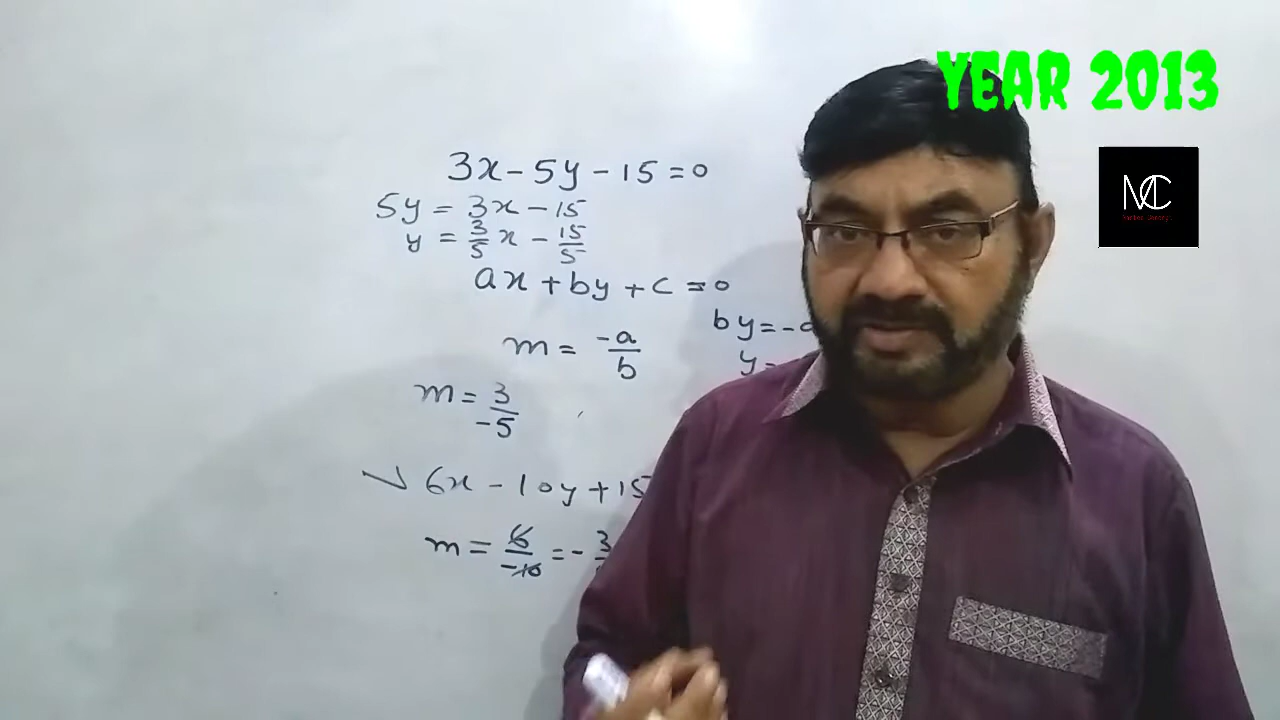 YEAR 2013
3x - 5y - 15 = 0
5y = 3x - 15
y = 3/5 x - 15/5
ax + by + c = 0
by = -a
m = -a/b
y =
m = 3/-5
6x - 10y + 15
m = 6/-10 = - 3
MC